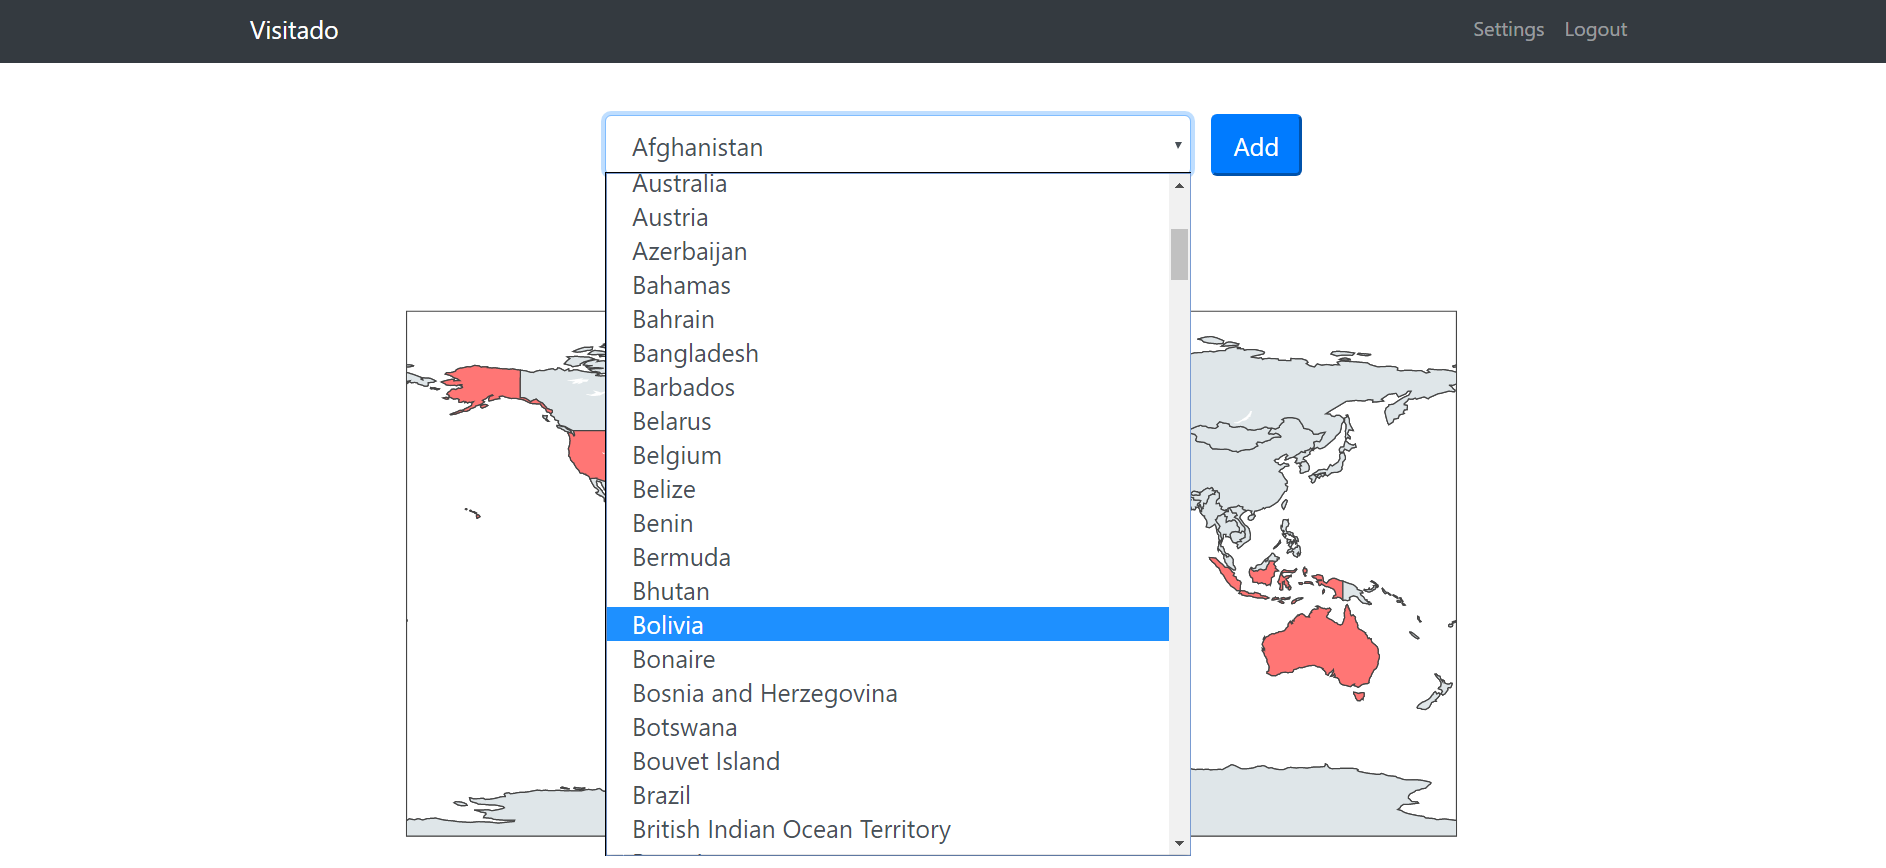 Visitado
Settings
Logout
Afghanistan
Add
Australia
Austria
Azerbaijan
Bahamas
Bahrain
Bangladesh
Barbados
Belarus
Belgium
Belize
Benin
Bermuda
Bhutan
Bolivia
Bonaire
Bosnia and Herzegovina
Botswana
Bouvet Island
Brazil
British Indian Ocean Territory